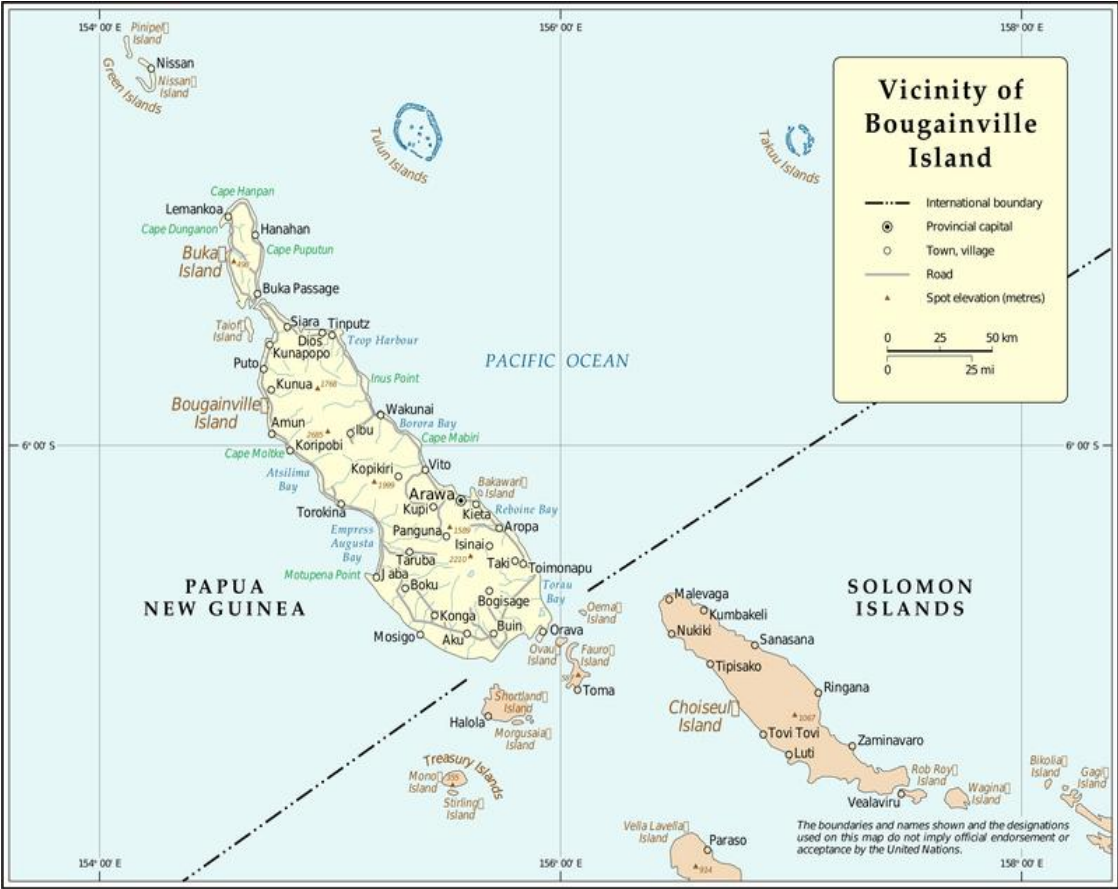 154° 00' E
156° 00' E
158° 00' E
Pinipel
Island
Nissan
Nissan
Island
Green Islands
Tulun Islands
Takuu Islands
Vicinity of
Bougainville
Island
International boundary
Provincial capital
Town, village
Road
Spot elevation (metres)
0 25 50 km
0 25 mi
Cape Hanpan
Lemankoa
Cape Dunganon
Hanahan
Cape Puputun
Buka
Island
498
Buka Passage
Taiof
Island
Siara
Tinputz
Dios
Teop Harbour
Kunapopo
Puto
PACIFIC OCEAN
Kunua
1768
Inus Point
Bougainville
Island
Wakunai
Amun
2685
Ibu
Borora Bay
6° 00' S
6° 00' S
Koripobi
Cape Mabiri
Cape Moltke
Atsilima
Bay
Kopikiri
Vito
1999
Bakawari
Island
Arawa
Torokina
Kupi
Kieta
Reboine Bay
Empress
Augusta
Bay
Panguna
1589
Aropa
Isinai
Taruba
2210
Taki
Toimonapu
Motupena Point
Jaba
Boku
Torau
Bay
PAPUA
NEW GUINEA
SOLOMON
ISLANDS
Bogisage
Oema
Island
Malevaga
Kumbakeli
Konga
Mosigo
Aku
Buin
Orava
Nukiki
Sanasana
Ovau
Island
Fauro
Island
587
Toma
Tipisako
Ringana
Shortland
Island
Halola
Morgusaia
Island
Choiseul
Island
1067
Tovi Tovi
Zaminavaro
Luti
Treasury Islands
Mono
Island
355
Stirling
Island
Rob Roy
Island
Vealaviru
Wagina
Island
Bikolia
Island
Gagi
Island
Vella Lavella
Island
Paraso
914
The boundaries and names shown and the designations
used on this map do not imply official endorsement or
acceptance by the United Nations.
154° 00' E
156° 00' E
158° 00' E